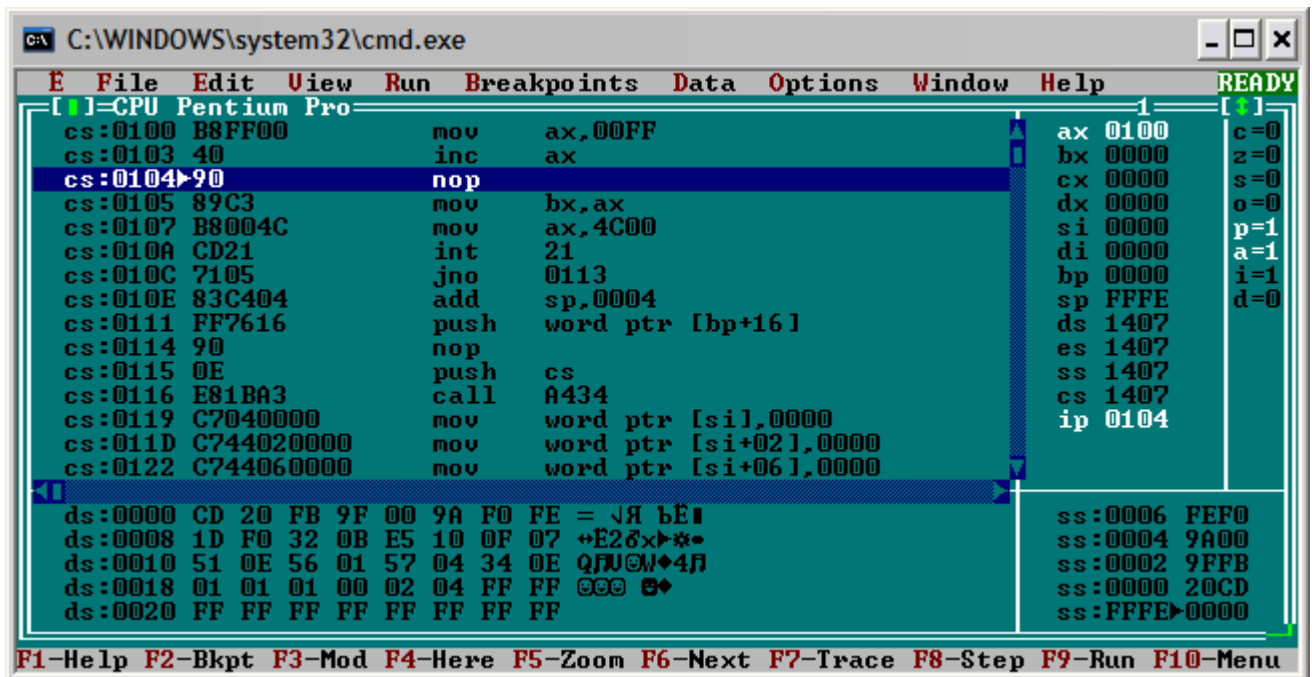 C:\WINDOWS\system32\cmd.exe
Ë File Edit View Run Breakpoints Data Options Window Help READY
[ ]=CPU Pentium Pro 1 [↕]
cs:0100 B8FF00 mov ax,00FF ax 0100 c=0
cs:0103 40 inc ax bx 0000 z=0
cs:0104►90 nop cx 0000 s=0
cs:0105 89C3 mov bx,ax dx 0000 o=0
cs:0107 B8004C mov ax,4C00 si 0000 p=1
cs:010A CD21 int 21 di 0000 a=1
cs:010C 7105 jno 0113 bp 0000 i=1
cs:010E 83C404 add sp,0004 sp FFFE d=0
cs:0111 FF7616 push word ptr [bp+16] ds 1407
cs:0114 90 nop es 1407
cs:0115 0E push cs ss 1407
cs:0116 E81BA3 call A434 cs 1407
cs:0119 C7040000 mov word ptr [si],0000 ip 0104
cs:011D C744020000 mov word ptr [si+02],0000
cs:0122 C744060000 mov word ptr [si+06],0000
ds:0000 CD 20 FB 9F 00 9A F0 FE = √Я ЪË■ ss:0006 FEF0
ds:0008 1D F0 32 0B E5 10 0F 07 ↔Ë2♂х►☼• ss:0004 9A00
ds:0010 51 0E 56 01 57 04 34 0E Q♫V☺W♦4♫ ss:0002 9FFB
ds:0018 01 01 01 00 02 04 FF FF ☺☺☺ ☻♦ ss:0000 20CD
ds:0020 FF FF FF FF FF FF FF FF ss:FFFE►0000
F1-Help F2-Bkpt F3-Mod F4-Here F5-Zoom F6-Next F7-Trace F8-Step F9-Run F10-Menu